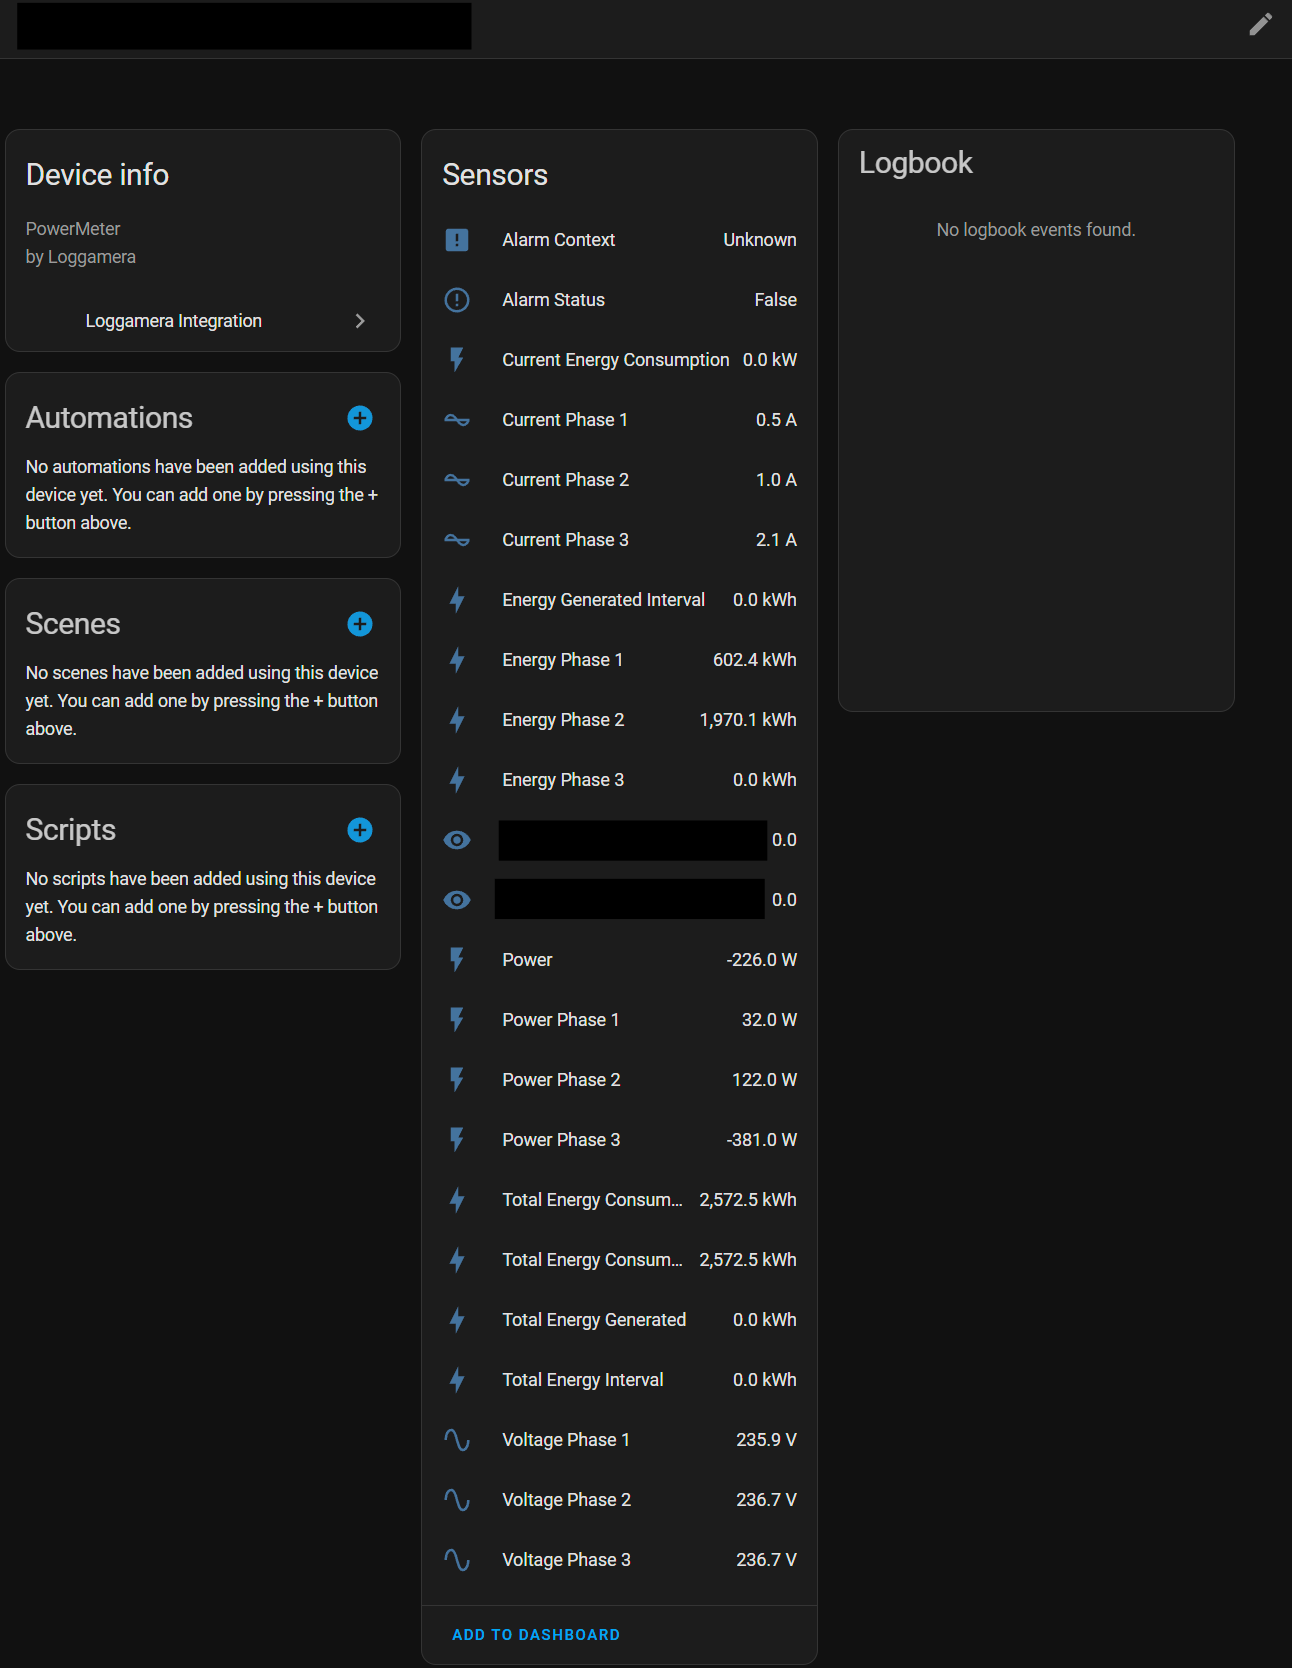 Device info
PowerMeter
by Loggamera
Loggamera Integration
Automations
No automations have been added using this
device yet. You can add one by pressing the +
button above.
Scenes
No scenes have been added using this device
yet. You can add one by pressing the + button
above.
Scripts
No scripts have been added using this device
yet. You can add one by pressing the + button
above.
Sensors
Alarm Context Unknown
Alarm Status False
Current Energy Consumption 0.0 kW
Current Phase 1 0.5 A
Current Phase 2 1.0 A
Current Phase 3 2.1 A
Energy Generated Interval 0.0 kWh
Energy Phase 1 602.4 kWh
Energy Phase 2 1,970.1 kWh
Energy Phase 3 0.0 kWh
0.0
0.0
Power -226.0 W
Power Phase 1 32.0 W
Power Phase 2 122.0 W
Power Phase 3 -381.0 W
Total Energy Consum... 2,572.5 kWh
Total Energy Consum... 2,572.5 kWh
Total Energy Generated 0.0 kWh
Total Energy Interval 0.0 kWh
Voltage Phase 1 235.9 V
Voltage Phase 2 236.7 V
Voltage Phase 3 236.7 V
ADD TO DASHBOARD
Logbook
No logbook events found.